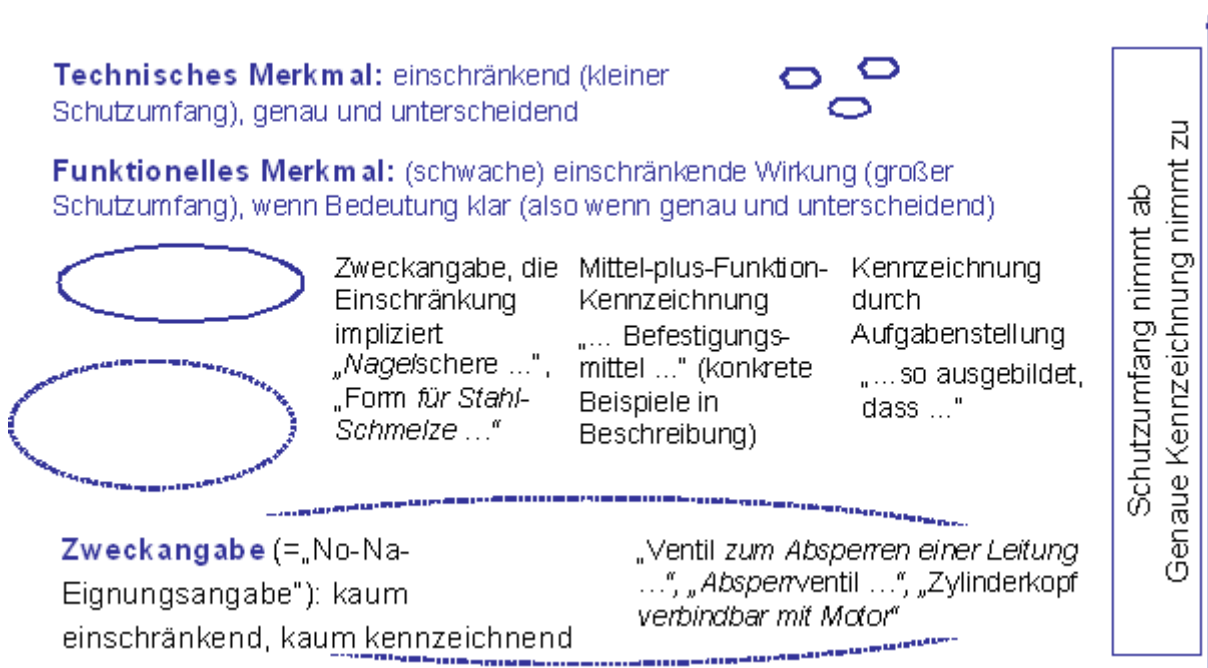 Technisches Merkmal: einschränkend (kleiner
Schutzumfang), genau und unterscheidend
Funktionelles Merkmal: (schwache) einschränkende Wirkung (großer
Schutzumfang), wenn Bedeutung klar (also wenn genau und unterscheidend)
Zweckangabe, die
Einschränkung
impliziert
„Nagelschere ...",
„Form für Stahl-
Schmelze ..."
Mittel-plus-Funktion-
Kennzeichnung
„... Befestigungs-
mittel ..." (konkrete
Beispiele in
Beschreibung)
Kennzeichnung
durch
Aufgabenstellung
„...so ausgebildet,
dass ..."
Zweckangabe (=„No-Na-
Eignungsangabe"): kaum
einschränkend, kaum kennzeichnend
„Ventil zum Absperren einer Leitung
...", „Absperrventil ...", „Zylinderkopf
verbindbar mit Motor"
Schutzumfang nimmt ab
Genaue Kennzeichnung nimmt zu